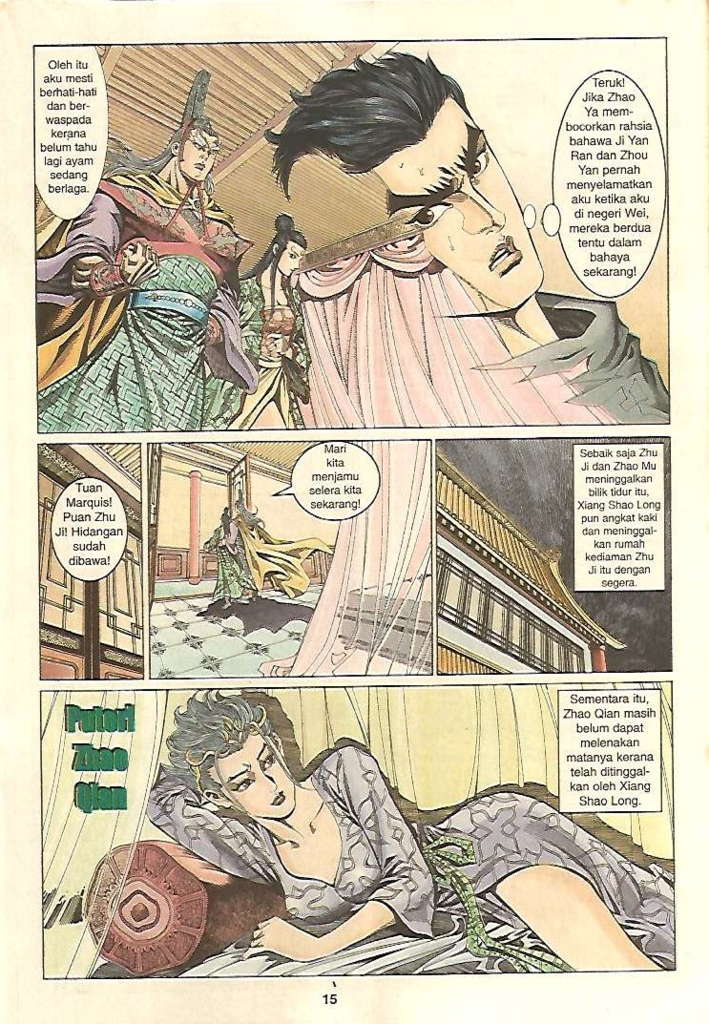 Oleh itu
aku mesti
berhati-hati
dan ber-
waspada
kerana
belum tahu
lagi ayam
sedang
berlaga.
Teruk!
Jika Zhao
Ya mem-
bocorkan rahsia
bahawa Ji Yan
Ran dan Zhou
Yan pernah
menyelamatkan
aku ketika aku
di negeri Wei,
mereka berdua
tentu dalam
bahaya
sekarang!
Tuan
Marquis!
Puan Zhu
Ji! Hidangan
sudah
dibawa!
Mari
kita
menjamu
selera kita
sekarang!
Sebaik saja Zhu
Ji dan Zhao Mu
meninggalkan
bilik tidur itu,
Xiang Shao Long
pun angkat kaki
dan meninggal-
kan rumah
kediaman Zhu
Ji itu dengan
segera.
Puteri
Zhao
Qian
Sementara itu,
Zhao Qian masih
belum dapat
melenakan
matanya kerana
telah ditinggal-
kan oleh Xiang
Shao Long.
15